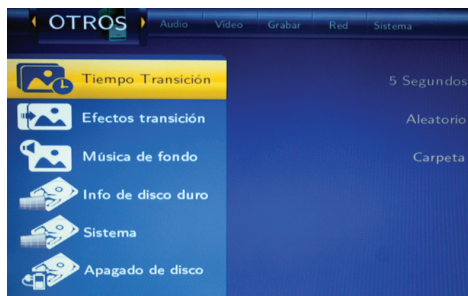 OTROS Audio Vídeo Grabar Red Sistema
Tiempo Transición 5 Segundos
Efectos transición Aleatorio
Música de fondo Carpeta
Info de disco duro
Sistema
Apagado de disco